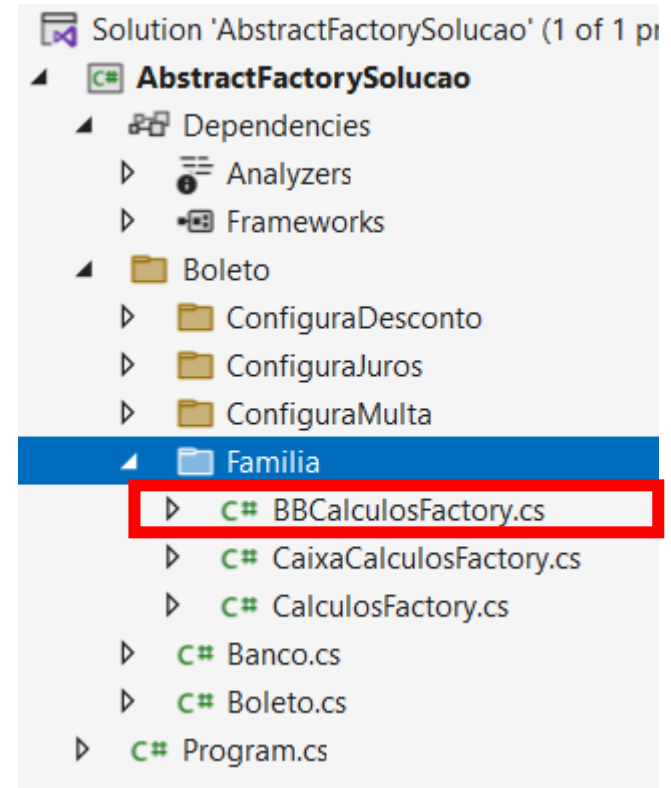 Solution 'AbstractFactorySolucao' (1 of 1 pr
C# AbstractFactorySolucao
Dependencies
Analyzers
Frameworks
Boleto
ConfiguraDesconto
ConfiguraJuros
ConfiguraMulta
Familia
C# BBCalculosFactory.cs
C# CaixaCalculosFactory.cs
C# CalculosFactory.cs
C# Banco.cs
C# Boleto.cs
C# Program.cs